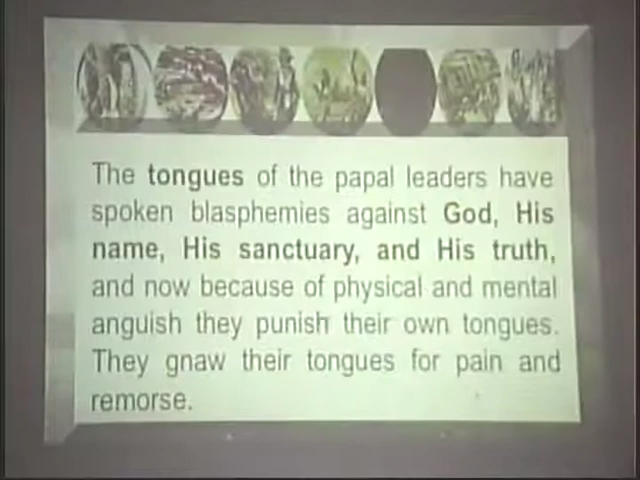 The tongues of the papal leaders have
spoken blasphemies against God, His
name, His sanctuary, and His truth,
and now because of physical and mental
anguish they punish their own tongues.
They gnaw their tongues for pain and
remorse.